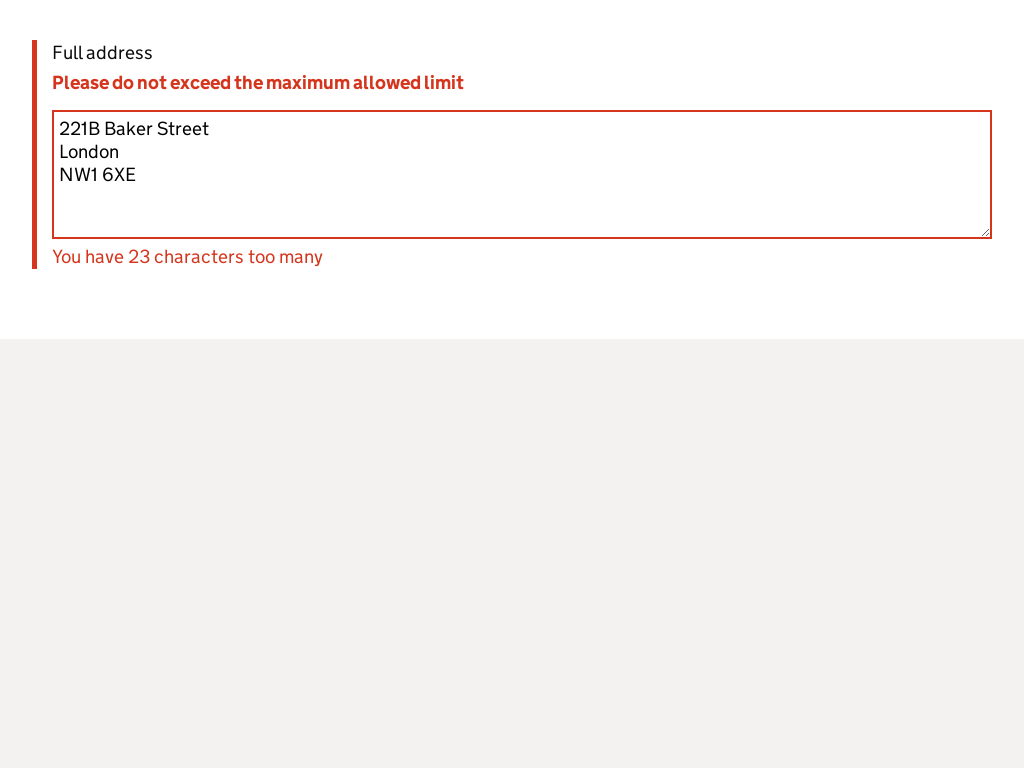 Full address
Please do not exceed the maximum allowed limit
221B Baker Street
London
NW1 6XE
You have 23 characters too many